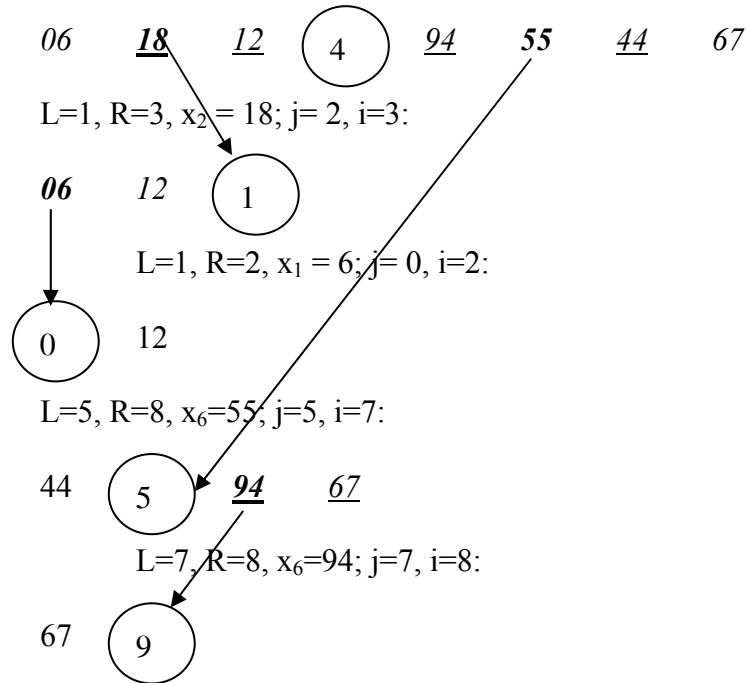 06 18 12 4 94 55 44 67
L=1, R=3, x₂ = 18; j= 2, i=3:
06 12 1
L=1, R=2, x₁ = 6; j= 0, i=2:
0 12
L=5, R=8, x₆=55; j=5, i=7:
44 5 94 67
L=7, R=8, x₆=94; j=7, i=8:
67 9